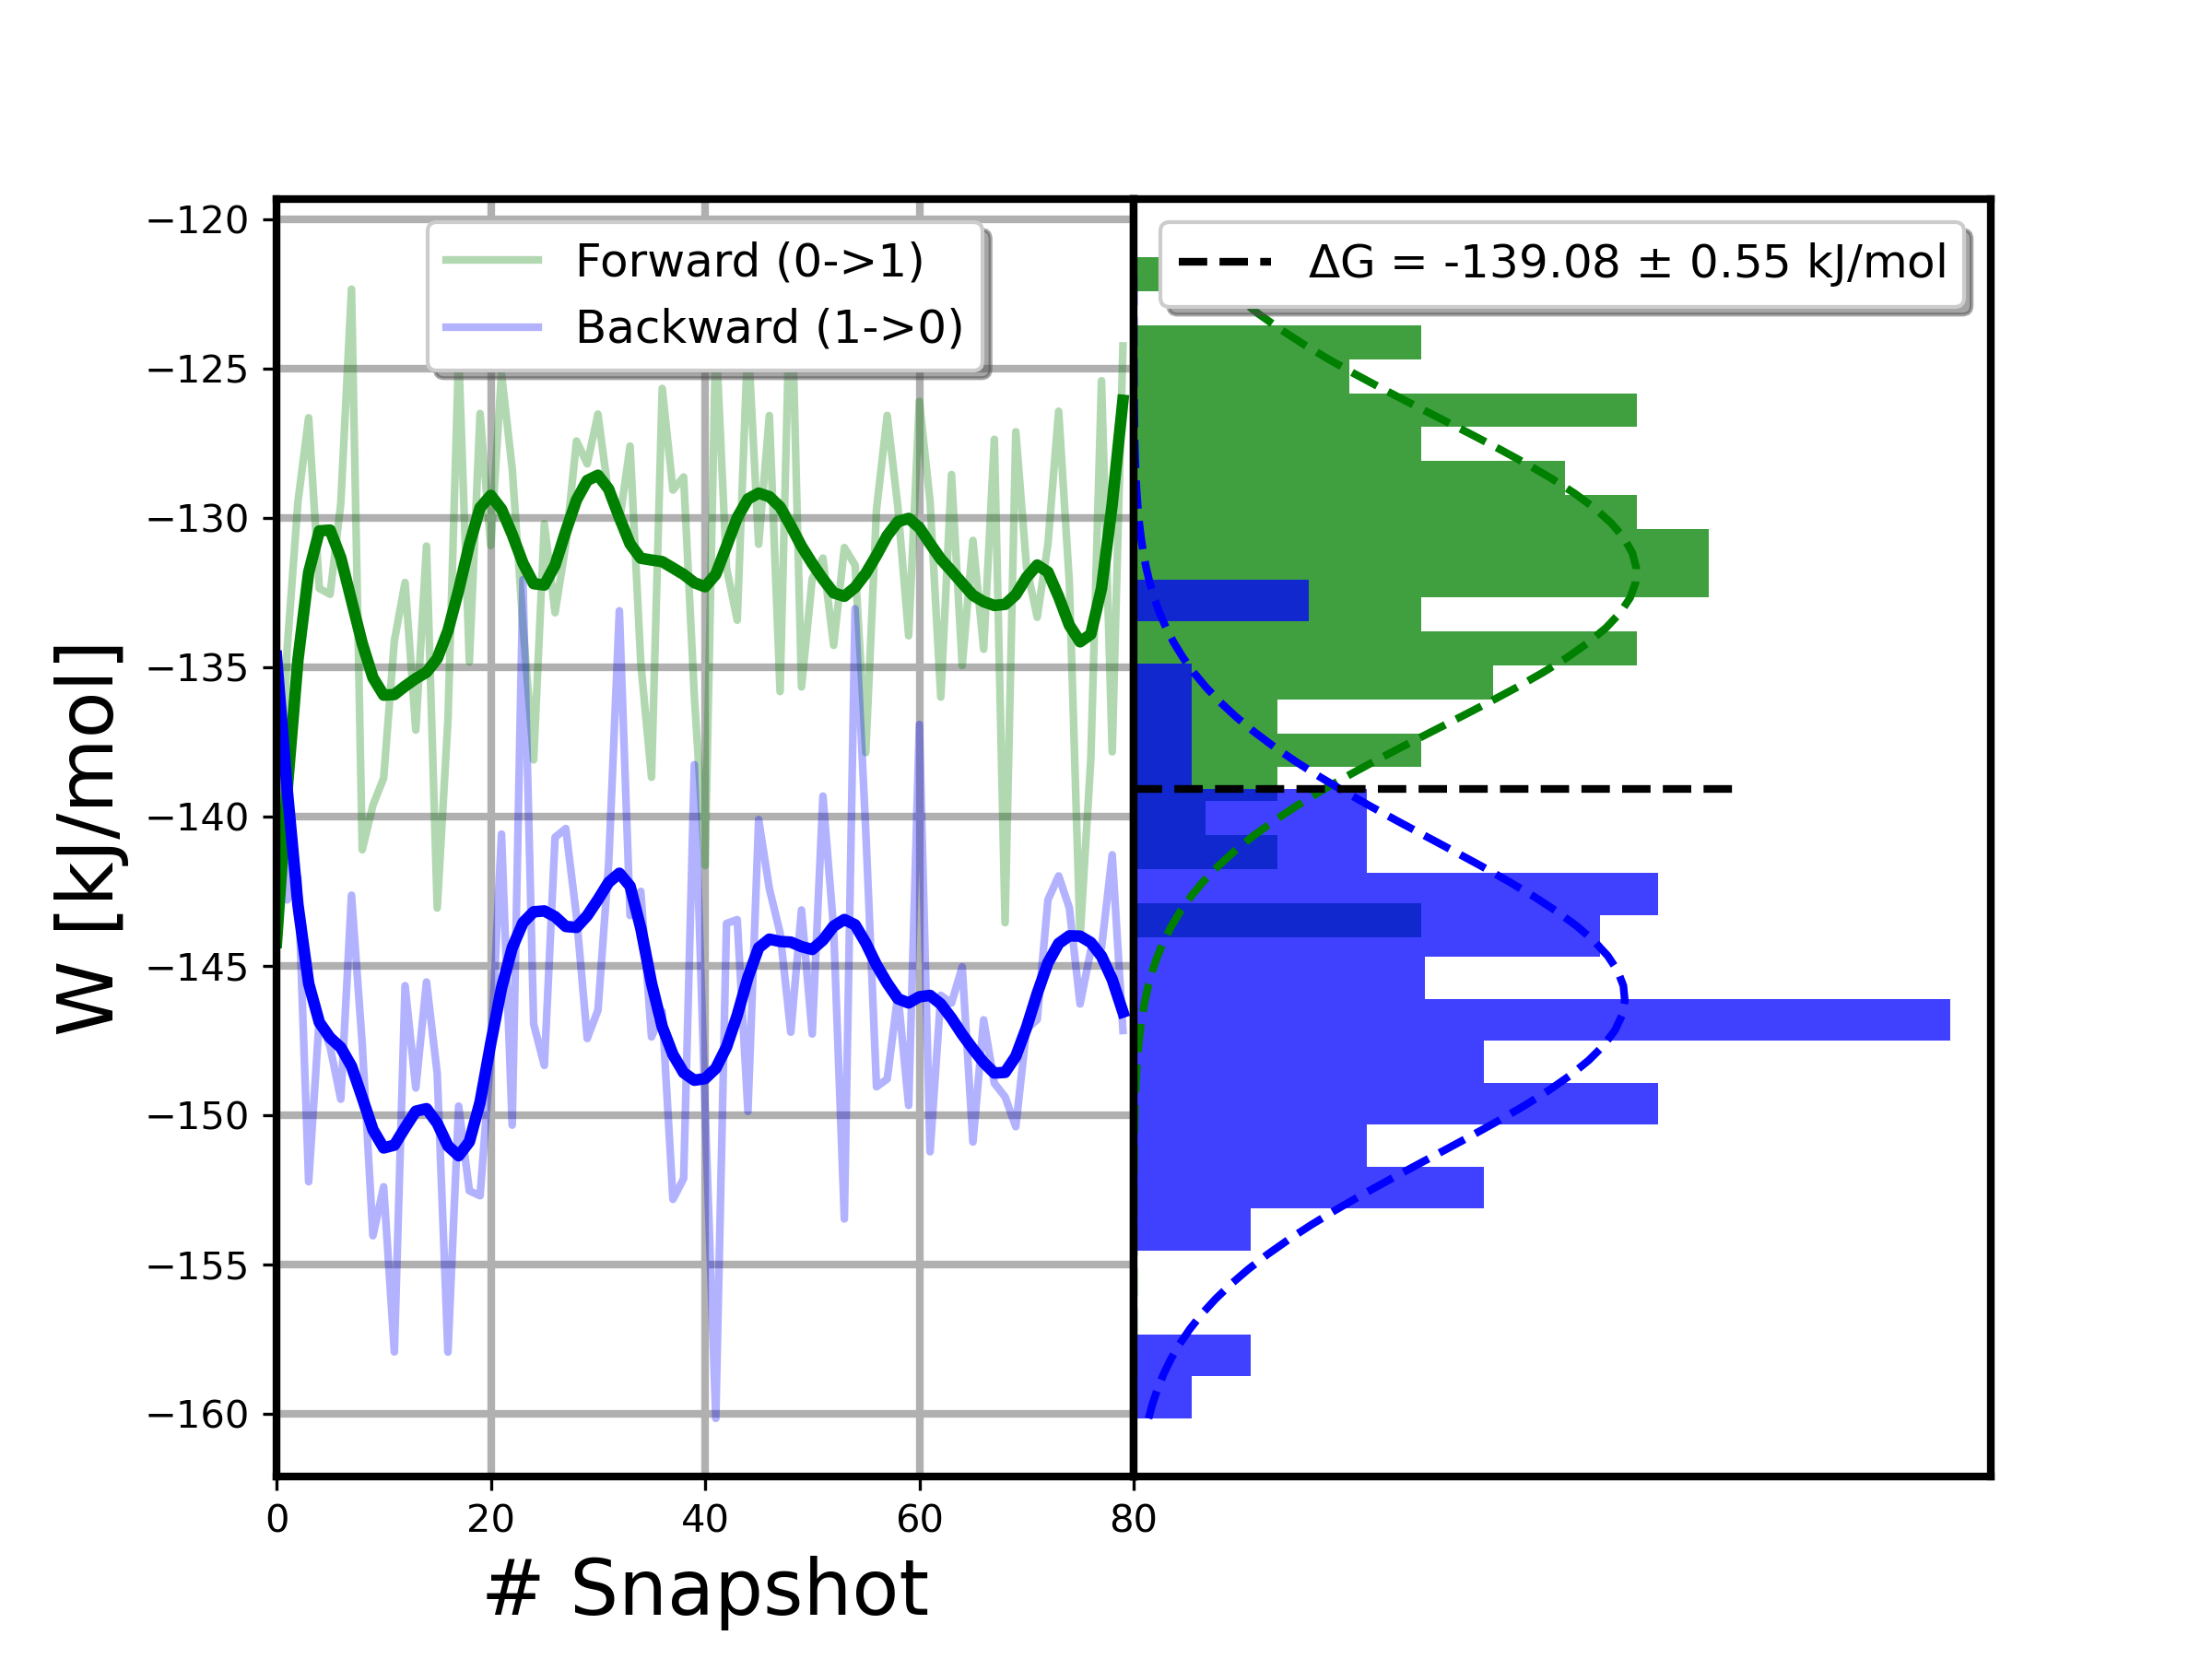 Forward (0->1)
Backward (1->0)
ΔG = -139.08 ± 0.55 kJ/mol
W [kJ/mol]
−120
−125
−130
−135
−140
−145
−150
−155
−160
0 20 40 60 80
# Snapshot